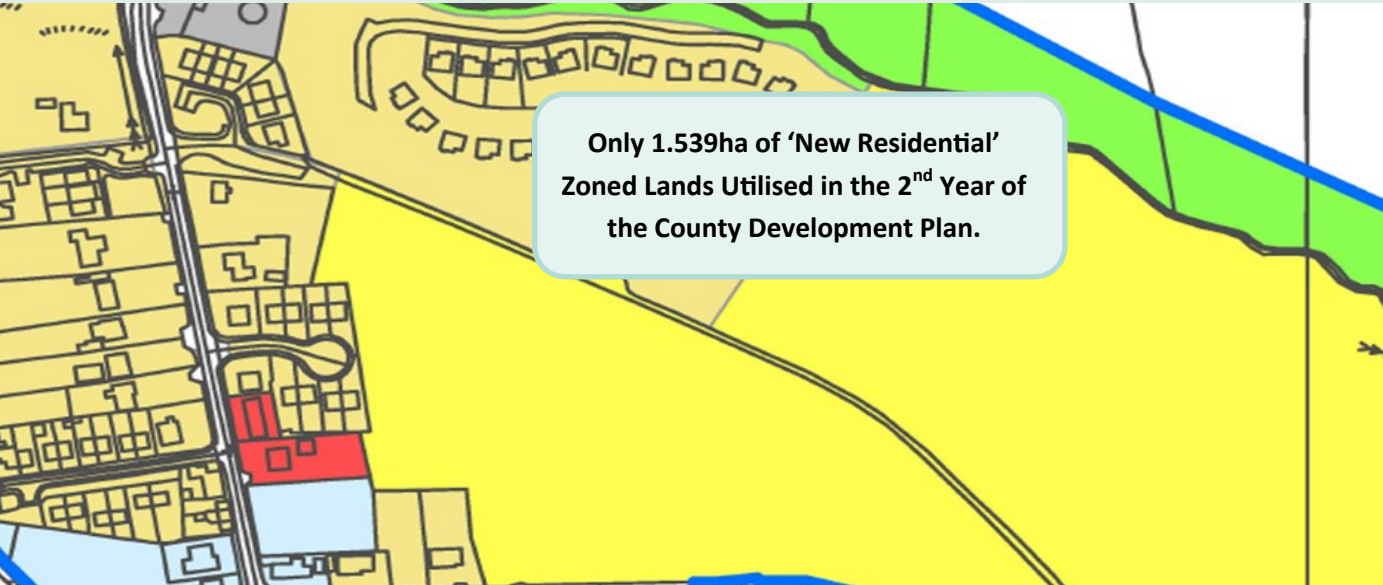 Only 1.539ha of ‘New Residential’
Zoned Lands Utilised in the 2nd Year of
the County Development Plan.